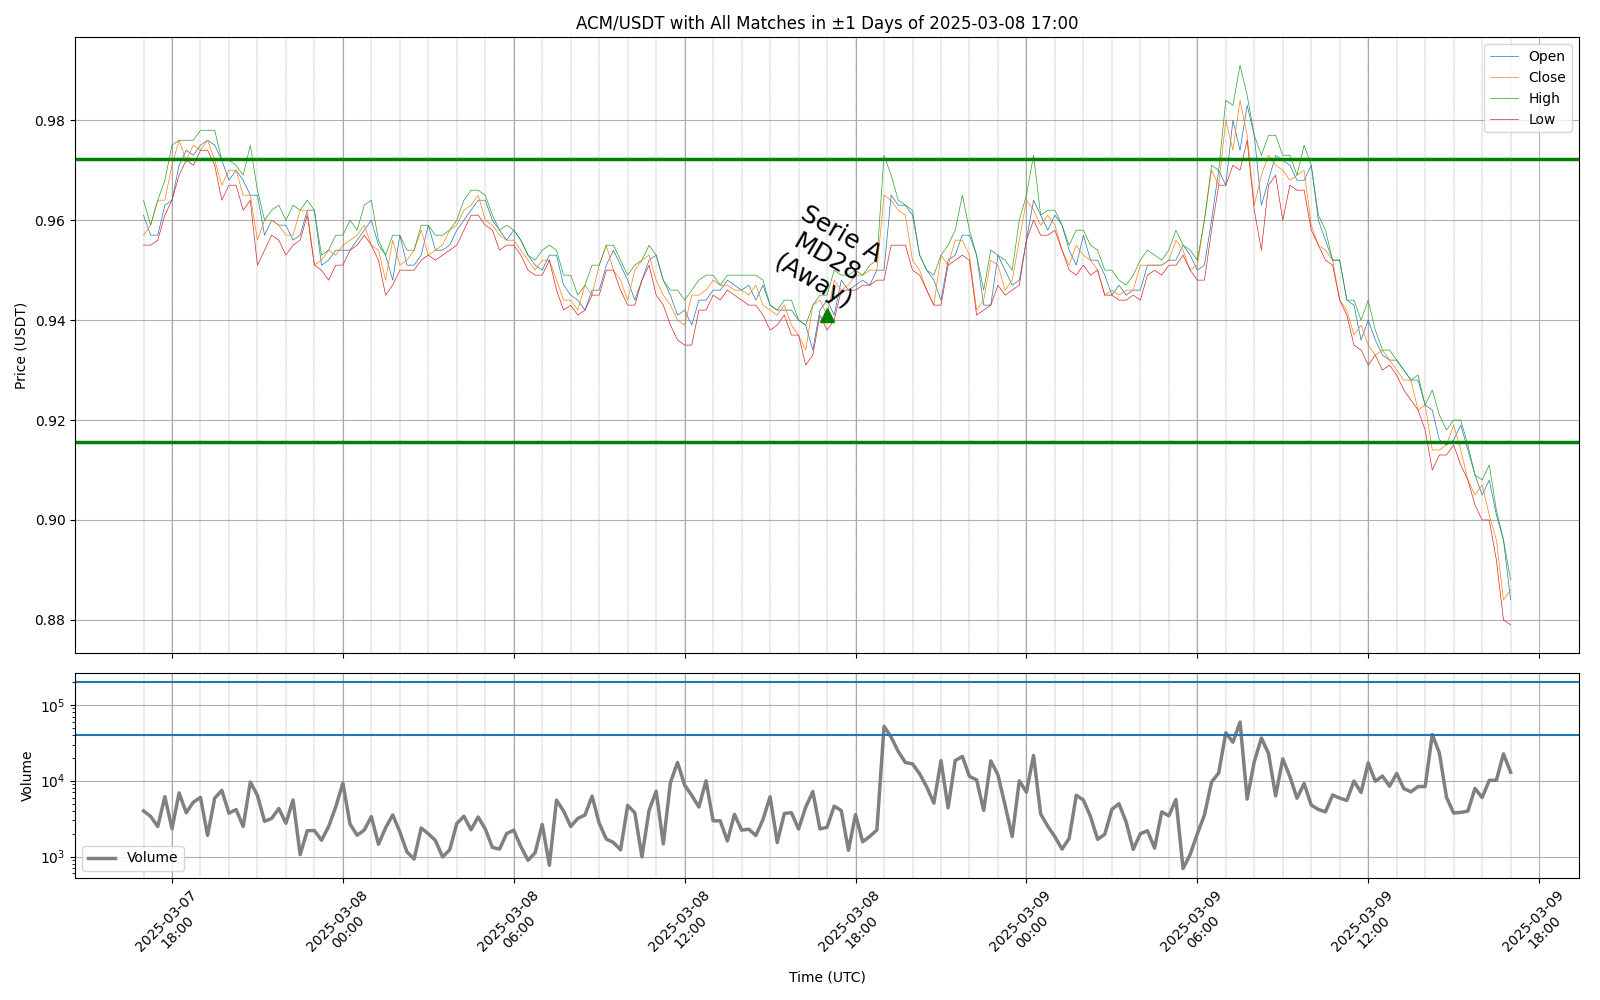 ACM/USDT with All Matches in ±1 Days of 2025-03-08 17:00
Open
Close
High
Low
Price (USDT)
0.98
0.96
0.94
0.92
0.90
0.88
Serie A
MD28
(Away)
Volume
10⁵
10⁴
10³
Volume
2025-03-07
18:00
2025-03-08
00:00
2025-03-08
06:00
2025-03-08
12:00
2025-03-08
18:00
2025-03-09
00:00
2025-03-09
06:00
2025-03-09
12:00
2025-03-09
18:00
Time (UTC)